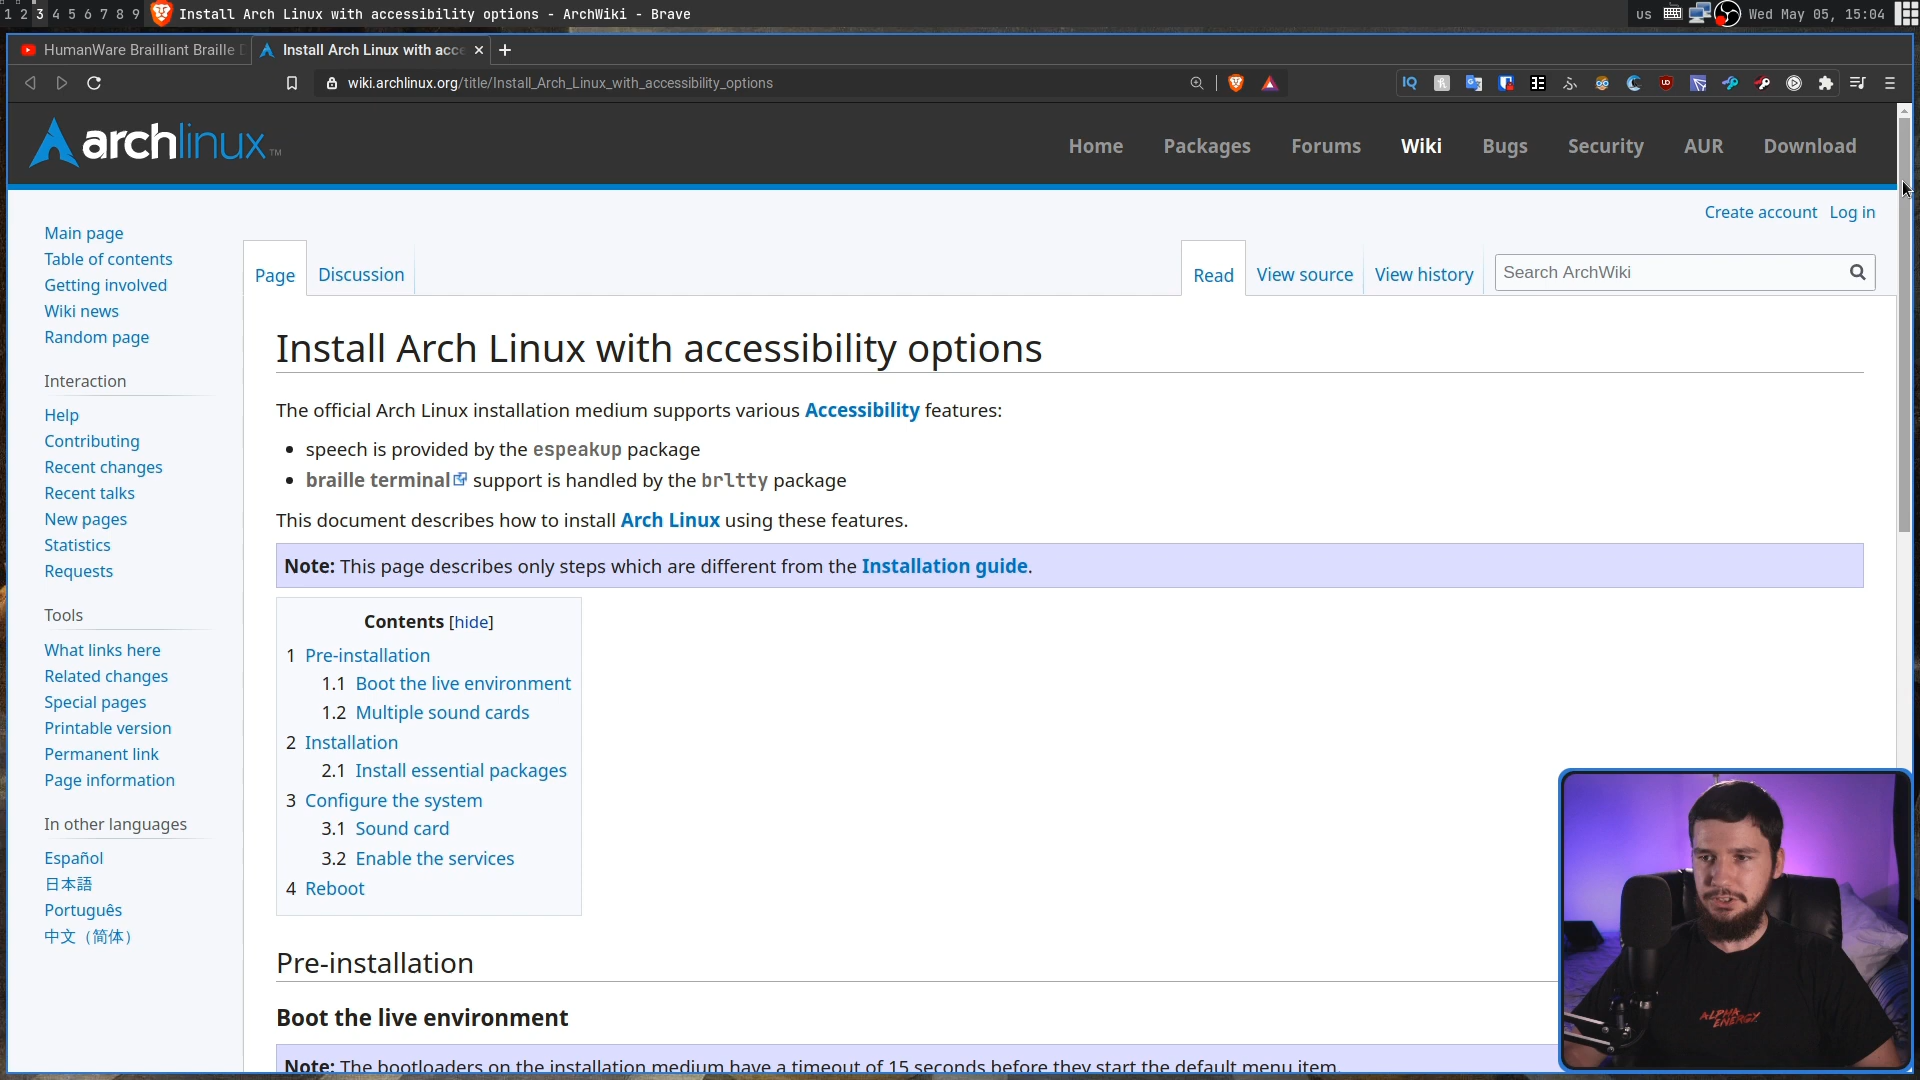 1 2 3 4 5 6 7 8 9 Install Arch Linux with accessibility options - ArchWiki - Brave us Wed May 05, 15:04
HumanWare Brailliant Braille D Install Arch Linux with acce
wiki.archlinux.org/title/Install_Arch_Linux_with_accessibility_options
archlinux™ Home Packages Forums Wiki Bugs Security AUR Download
Create account Log in
Main page
Table of contents
Getting involved
Wiki news
Random page
Interaction
Help
Contributing
Recent changes
Recent talks
New pages
Statistics
Requests
Tools
What links here
Related changes
Special pages
Printable version
Permanent link
Page information
In other languages
Español
日本語
Português
中文（简体）
Page Discussion Read View source View history Search ArchWiki
Install Arch Linux with accessibility options
The official Arch Linux installation medium supports various Accessibility features:
speech is provided by the espeakup package
braille terminal support is handled by the brltty package
This document describes how to install Arch Linux using these features.
Note: This page describes only steps which are different from the Installation guide.
Contents [hide]
1 Pre-installation
1.1 Boot the live environment
1.2 Multiple sound cards
2 Installation
2.1 Install essential packages
3 Configure the system
3.1 Sound card
3.2 Enable the services
4 Reboot
Pre-installation
Boot the live environment
Note: The bootloaders on the installation medium have a timeout of 15 seconds before they start the default menu item.
ALPHA
ENERGY